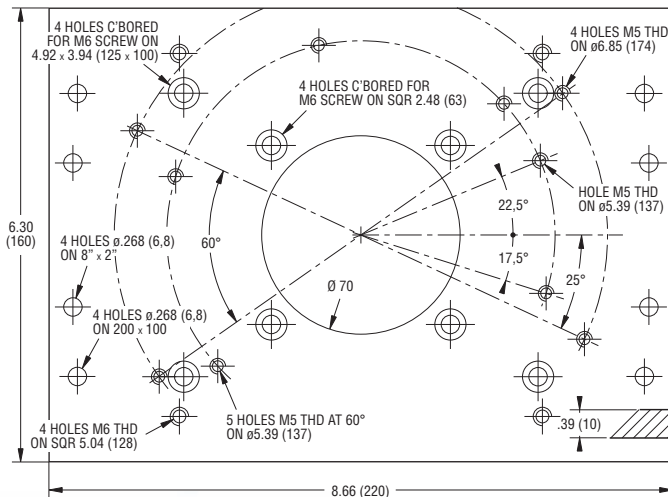 4 HOLES C'BORED
FOR M6 SCREW ON
4.92 x 3.94 (125 x 100)
4 HOLES C'BORED FOR
M6 SCREW ON SQR 2.48 (63)
4 HOLES M5 THD
ON ø6.85 (174)
HOLE M5 THD
ON ø5.39 (137)
22,5°
17,5°
25°
60°
Ø 70
6.30
(160)
4 HOLES ø.268 (6,8)
ON 8" x 2"
4 HOLES ø.268 (6,8)
ON 200 x 100
4 HOLES M6 THD
ON SQR 5.04 (128)
5 HOLES M5 THD AT 60°
ON ø5.39 (137)
.39 (10)
8.66 (220)